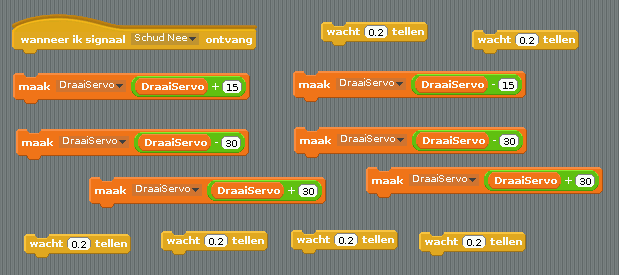 wanneer ik signaal Schud Nee ontvang
wacht 0.2 tellen
wacht 0.2 tellen
maak DraaiServo DraaiServo + 15
maak DraaiServo DraaiServo - 15
maak DraaiServo DraaiServo - 30
maak DraaiServo DraaiServo - 30
maak DraaiServo DraaiServo + 30
maak DraaiServo DraaiServo + 30
wacht 0.2 tellen
wacht 0.2 tellen
wacht 0.2 tellen
wacht 0.2 tellen